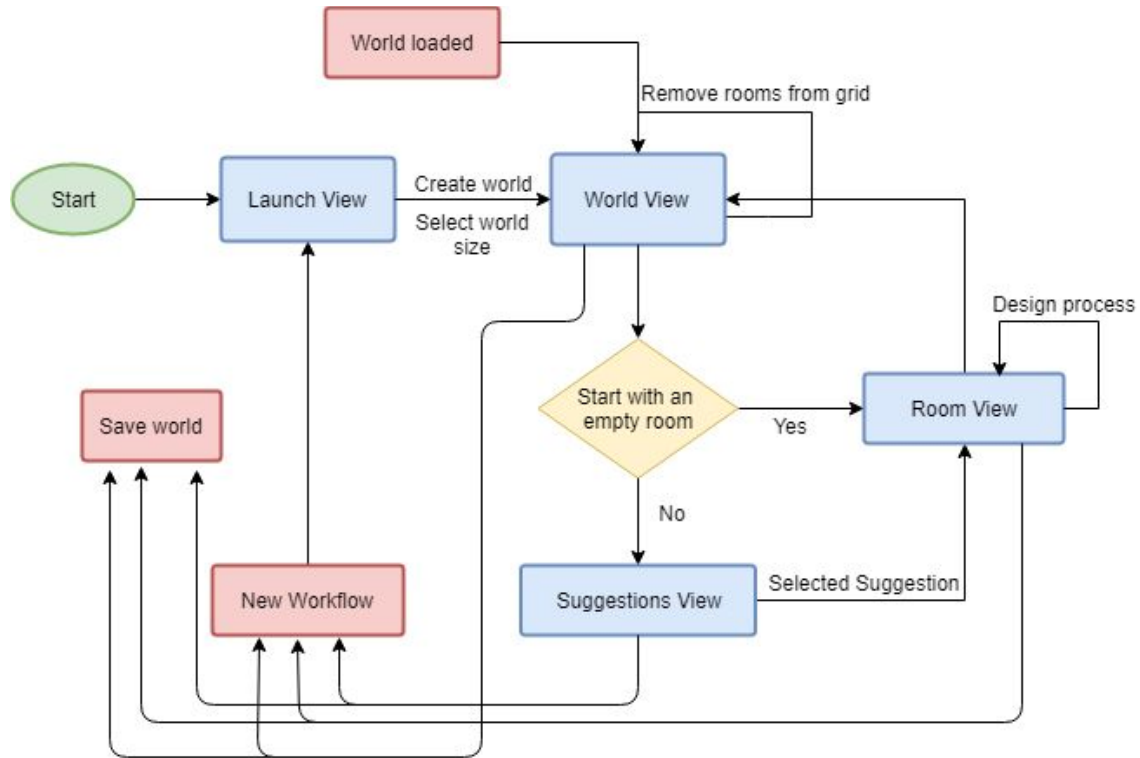 World loaded
Remove rooms from grid
Start
Launch View
Create world
Select world
size
World View
Design process
Start with an
empty room
Yes
Room View
Save world
No
New Workflow
Suggestions View
Selected Suggestion